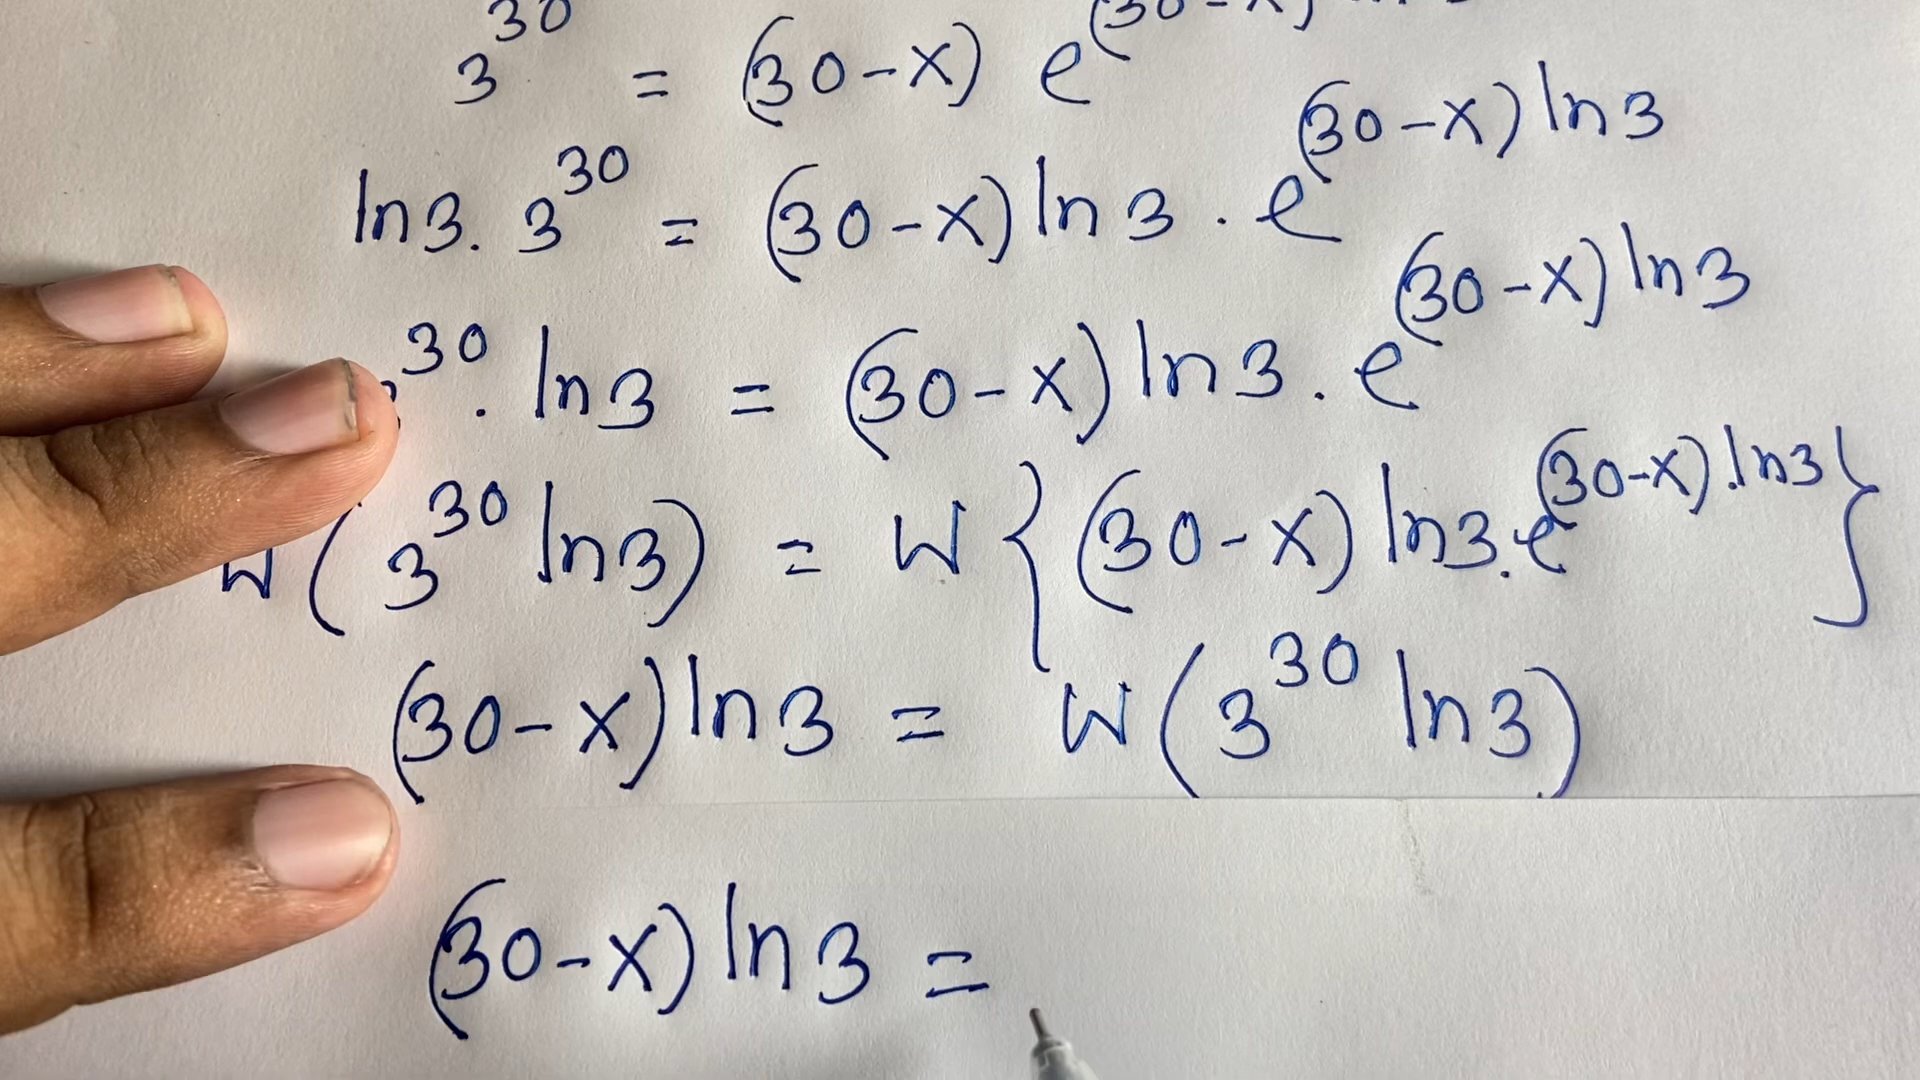 3^30 = (30-x) e^(30-x)
ln3. 3^30 = (30-x) ln3 . e^(30-x) ln3
^30 . ln3 = (30-x) ln3 . e^(30-x) ln3
W(3^30 ln3) = W{(30-x) ln3. e^(30-x).ln3}
(30-x) ln3 = W(3^30 ln3)
(30-x) ln3 =